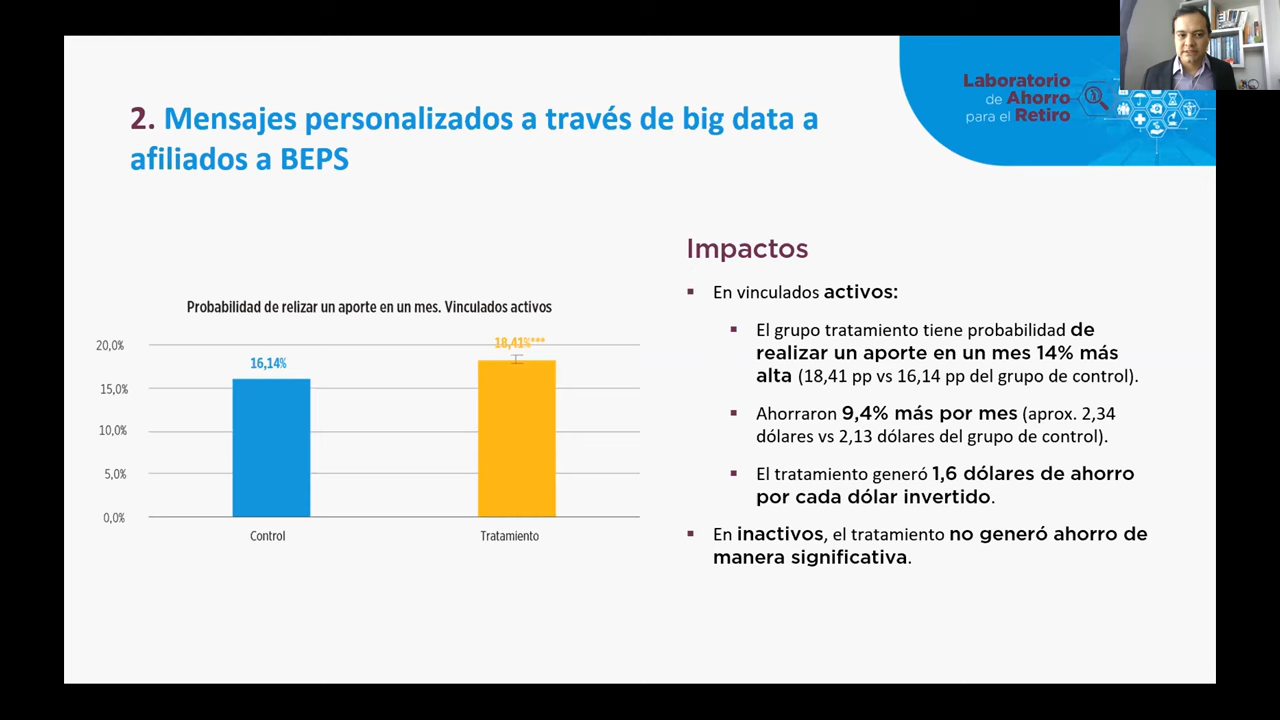 Laboratorio
de Ahorro
para el Retiro
2. Mensajes personalizados a través de big data a
afiliados a BEPS
Probabilidad de relizar un aporte en un mes. Vinculados activos
20,0%
15,0%
10,0%
5,0%
0,0%
16,14%
18,41%***
Control
Tratamiento
Impactos
▪ En vinculados activos:
▪ El grupo tratamiento tiene probabilidad de
realizar un aporte en un mes 14% más
alta (18,41 pp vs 16,14 pp del grupo de control).
▪ Ahorraron 9,4% más por mes (aprox. 2,34
dólares vs 2,13 dólares del grupo de control).
▪ El tratamiento generó 1,6 dólares de ahorro
por cada dólar invertido.
▪ En inactivos, el tratamiento no generó ahorro de
manera significativa.